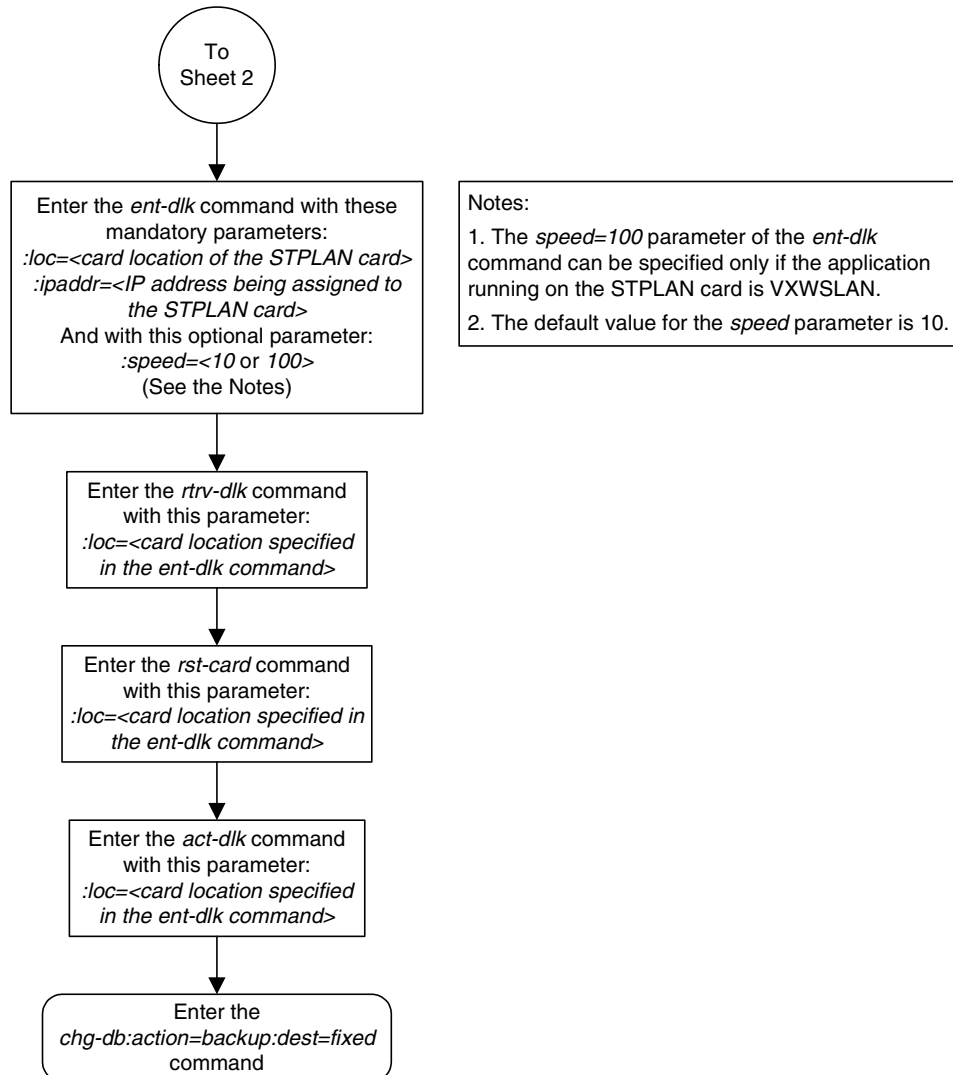 To
Sheet 2
Enter the ent-dlk command with these
mandatory parameters:
:loc=<card location of the STPLAN card>
:ipaddr=<IP address being assigned to
the STPLAN card>
And with this optional parameter:
:speed=<10 or 100>
(See the Notes)
Notes:
1. The speed=100 parameter of the ent-dlk
command can be specified only if the application
running on the STPLAN card is VXWSLAN.
2. The default value for the speed parameter is 10.
Enter the rtrv-dlk command
with this parameter:
:loc=<card location specified
in the ent-dlk command>
Enter the rst-card command
with this parameter:
:loc=<card location specified in
the ent-dlk command>
Enter the act-dlk command
with this parameter:
:loc=<card location specified
in the ent-dlk command>
Enter the
chg-db:action=backup:dest=fixed
command